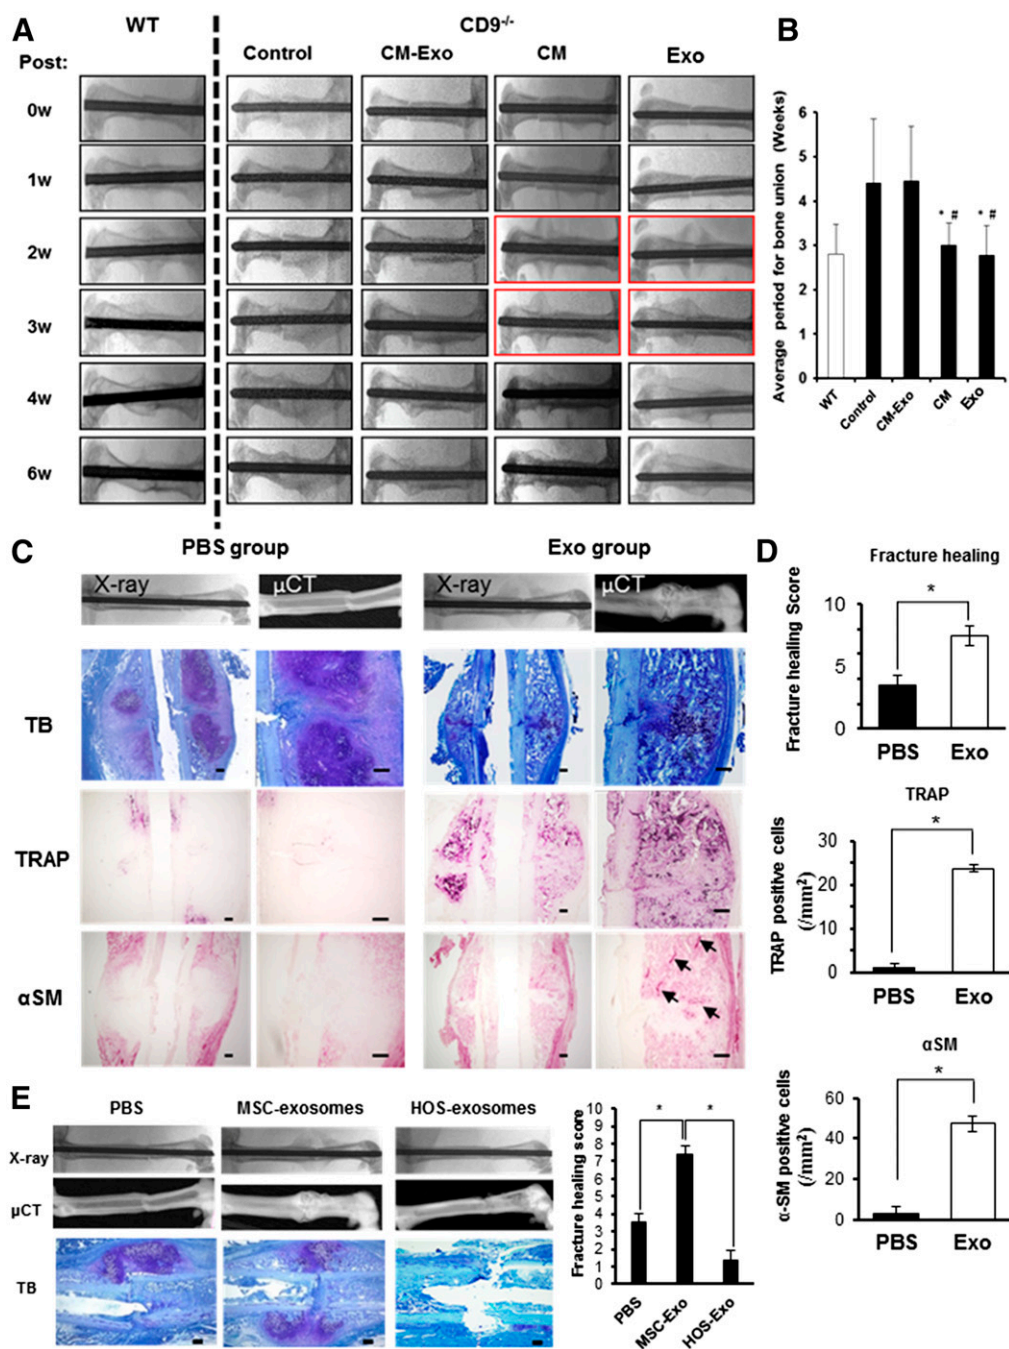 A
WT
CD9-/-
Post:
Control
CM-Exo
CM
Exo
0w
1w
2w
3w
4w
6w
B
Average period for bone union (Weeks)
6
5
4
3
2
1
0
* #
* #
WT
Control
CM-Exo
CM
Exo
C
PBS group
Exo group
X-ray
μCT
X-ray
μCT
TB
TRAP
αSM
D
Fracture healing
Fracture healing Score
10
5
0
*
PBS
Exo
TRAP
TRAP positive cells
(/mm²)
30
20
10
0
*
PBS
Exo
αSM
α-SM positive cells
(/mm²)
60
40
20
0
*
PBS
Exo
E
PBS
MSC-exosomes
HOS-exosomes
X-ray
μCT
TB
Fracture healing score
10
9
8
7
6
5
4
3
2
1
0
*
*
PBS
MSC-Exo
HOS-Exo